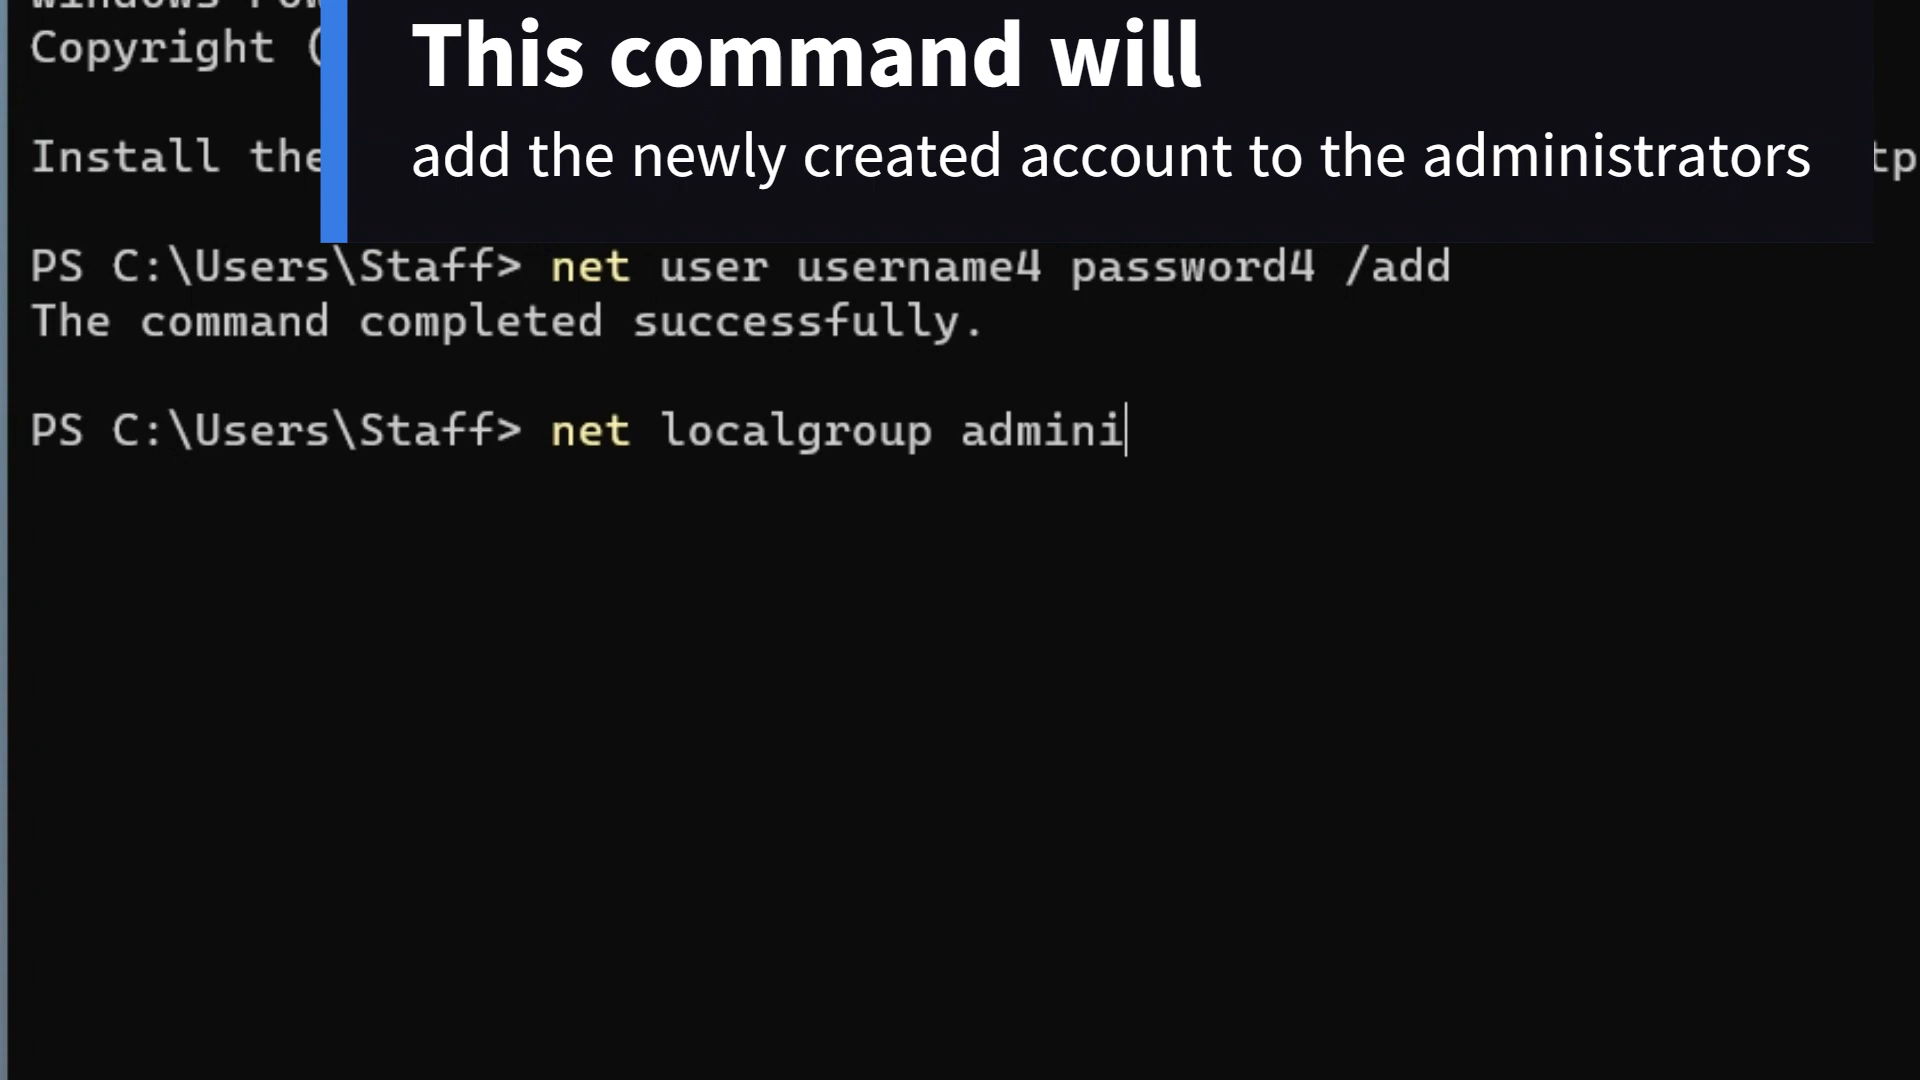 Copyright (
This command will
Install the
add the newly created account to the administrators
tp
PS C:\Users\Staff> net user username4 password4 /add
The command completed successfully.
PS C:\Users\Staff> net localgroup admini